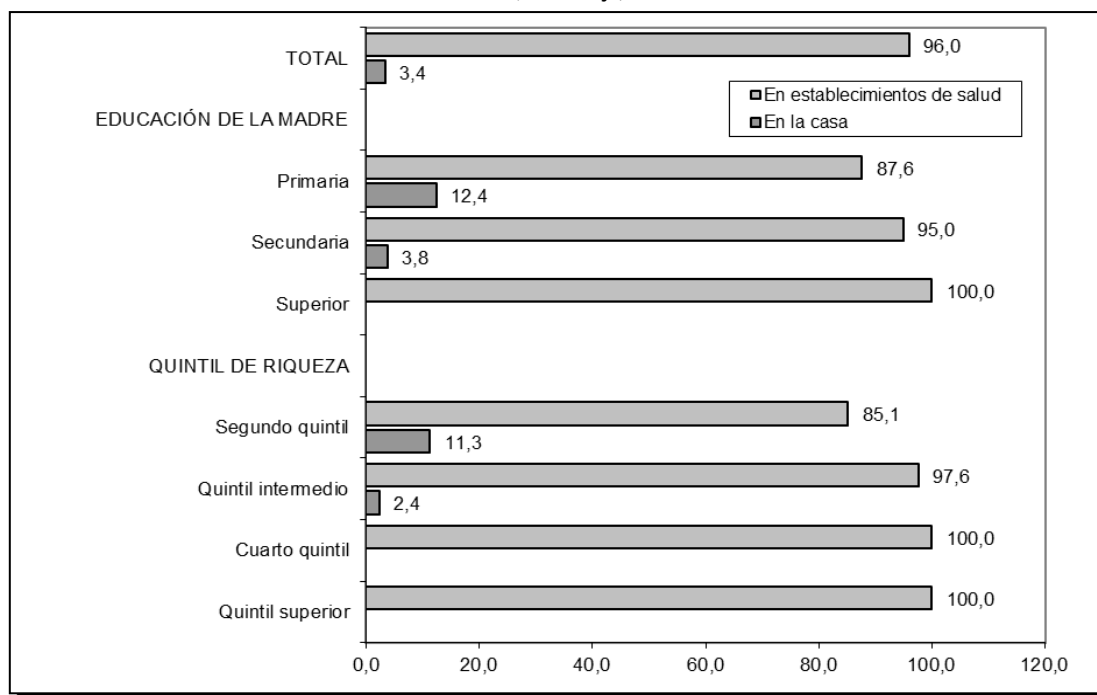 TOTAL
96,0
3,4
En establecimientos de salud
En la casa
EDUCACIÓN DE LA MADRE
Primaria
87,6
12,4
Secundaria
95,0
3,8
Superior
100,0
QUINTIL DE RIQUEZA
Segundo quintil
85,1
11,3
Quintil intermedio
97,6
2,4
Cuarto quintil
100,0
Quintil superior
100,0
0,0 20,0 40,0 60,0 80,0 100,0 120,0